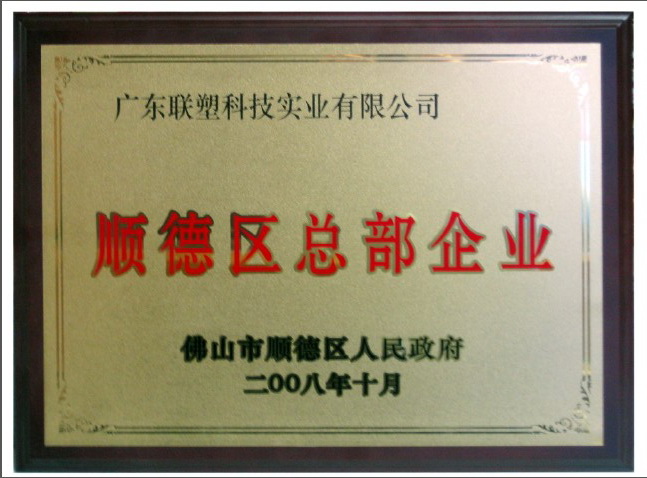 广东联塑科技实业有限公司
顺德区总部企业
佛山市顺德区人民政府
二00八年十月